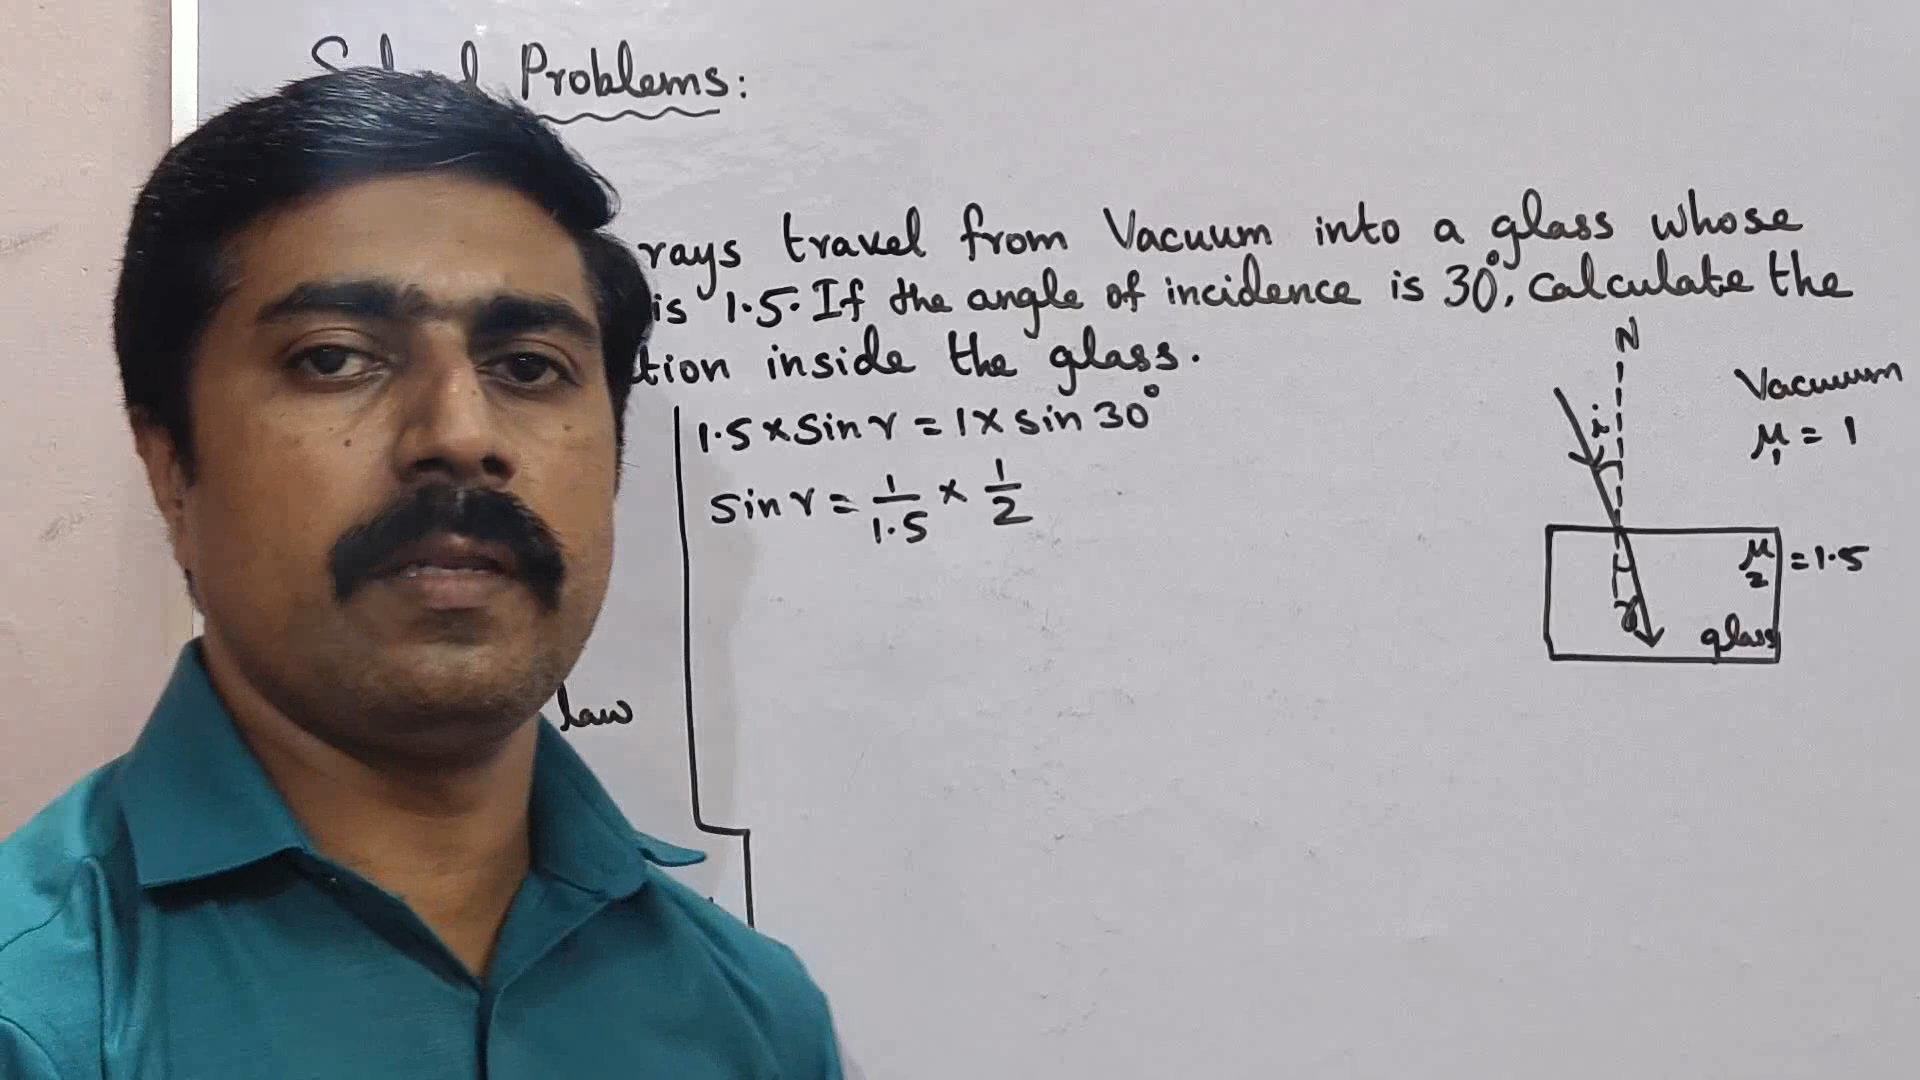 Problems:
rays travel from Vacuum into a glass whose
is 1.5. If the angle of incidence is 30°, calculate the
tion inside the glass.
1.5 × sin r = 1 × sin 30°
sin r = 1/1.5 × 1/2
law
N
i
Vacuum
μ₁ = 1
μ₂ = 1.5
r
glass